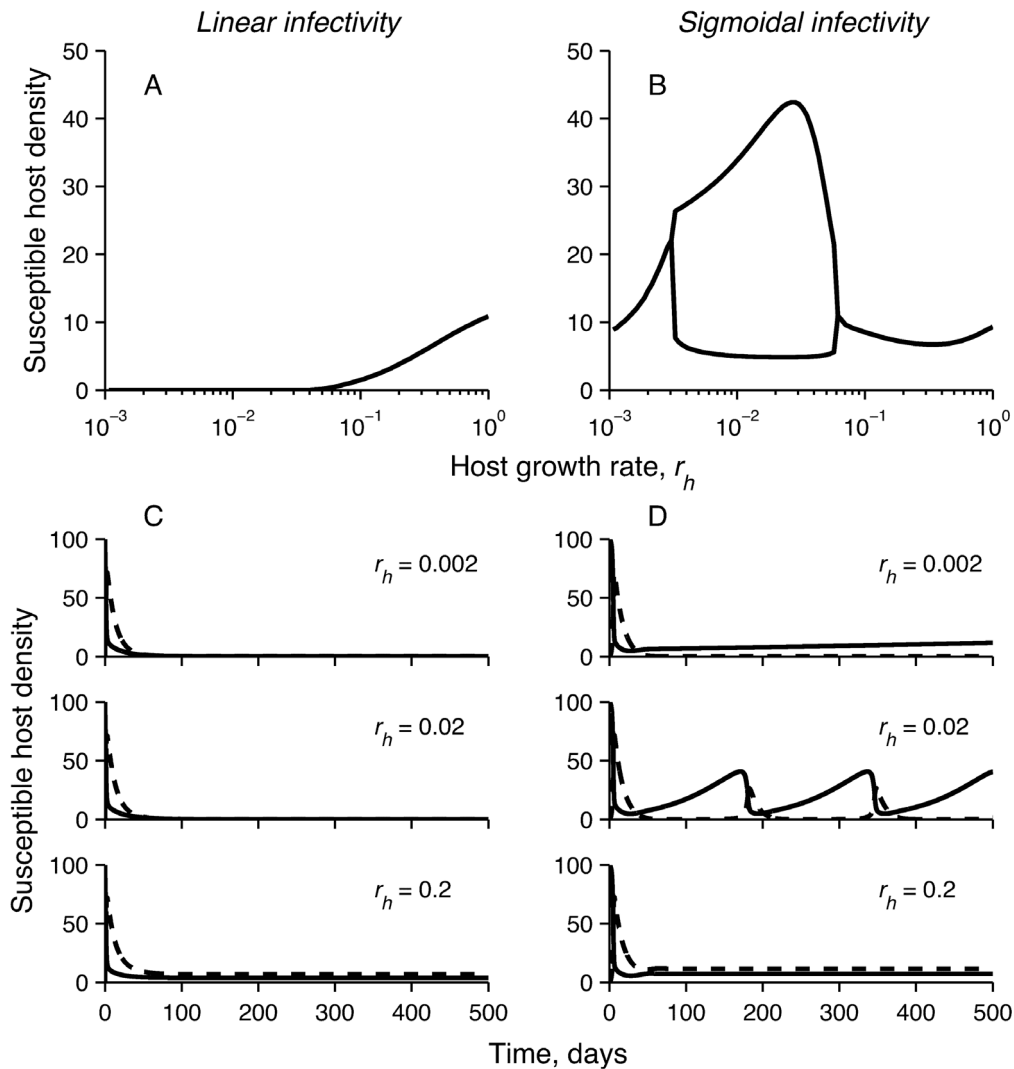 Linear infectivity
Sigmoidal infectivity
A
B
Susceptible host density
50
40
30
20
10
0
10⁻³ 10⁻² 10⁻¹ 10⁰
50
40
30
20
10
0
10⁻³ 10⁻² 10⁻¹ 10⁰
Host growth rate, r_h
C
D
Susceptible host density
100
50
0
r_h = 0.002
100
50
0
r_h = 0.002
100
50
0
r_h = 0.02
100
50
0
r_h = 0.02
100
50
0
r_h = 0.2
0 100 200 300 400 500
100
50
0
r_h = 0.2
0 100 200 300 400 500
Time, days